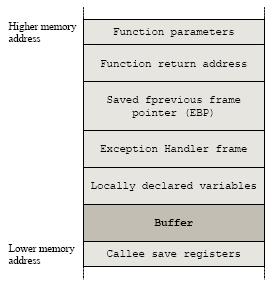 Higher memory
address
Function parameters
Function return address
Saved fprevious frame
pointer (EBP)
Exception Handler frame
Locally declared variables
Buffer
Lower memory
address
Callee save registers